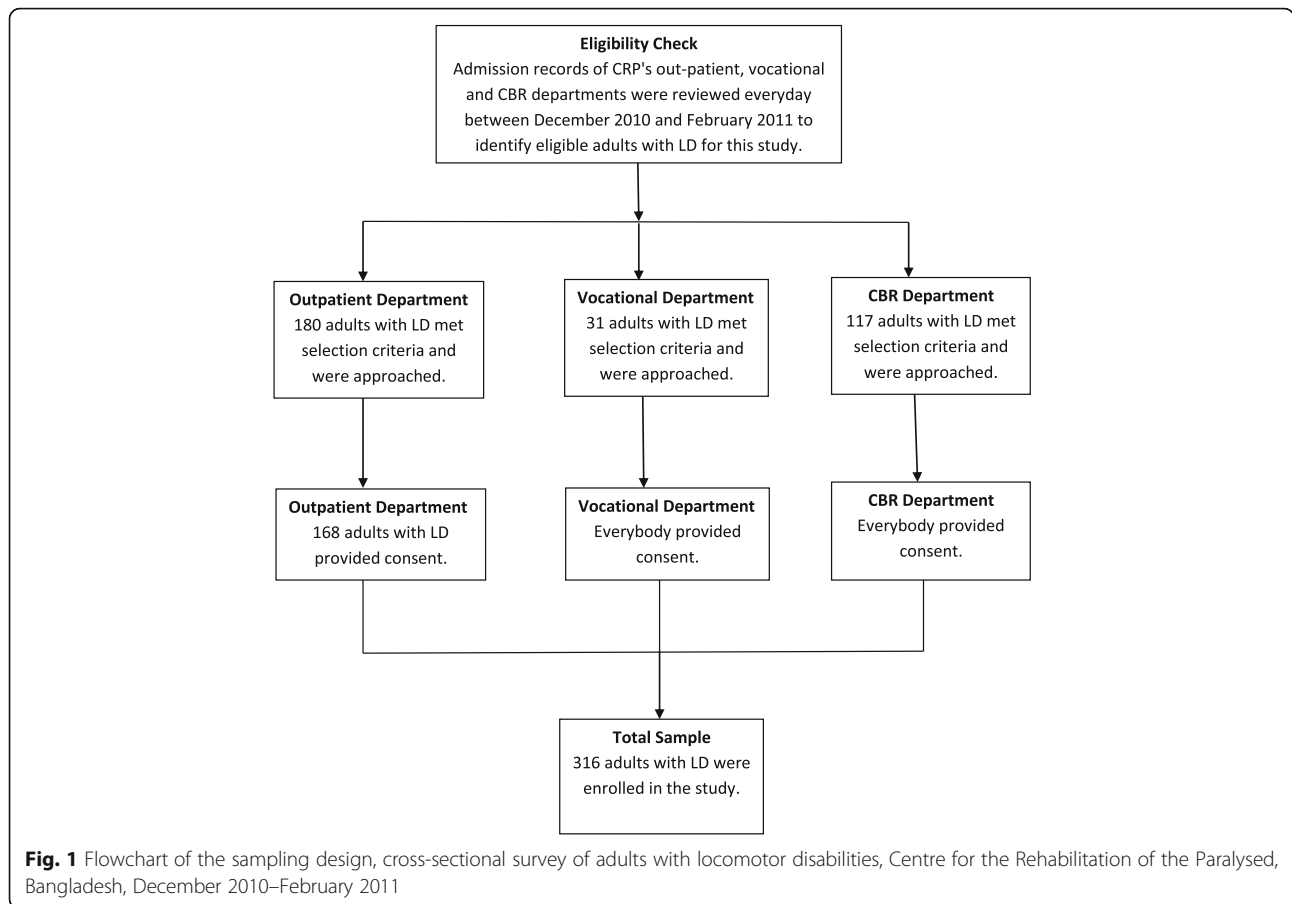 Eligibility Check
Admission records of CRP's out-patient, vocational
and CBR departments were reviewed everyday
between December 2010 and February 2011 to
identify eligible adults with LD for this study.
Outpatient Department
180 adults with LD met
selection criteria and
were approached.
Vocational Department
31 adults with LD met
selection criteria and
were approached.
CBR Department
117 adults with LD met
selection criteria and
were approached.
Outpatient Department
168 adults with LD
provided consent.
Vocational Department
Everybody provided
consent.
CBR Department
Everybody provided
consent.
Total Sample
316 adults with LD were
enrolled in the study.
Fig. 1 Flowchart of the sampling design, cross-sectional survey of adults with locomotor disabilities, Centre for the Rehabilitation of the Paralysed,
Bangladesh, December 2010–February 2011